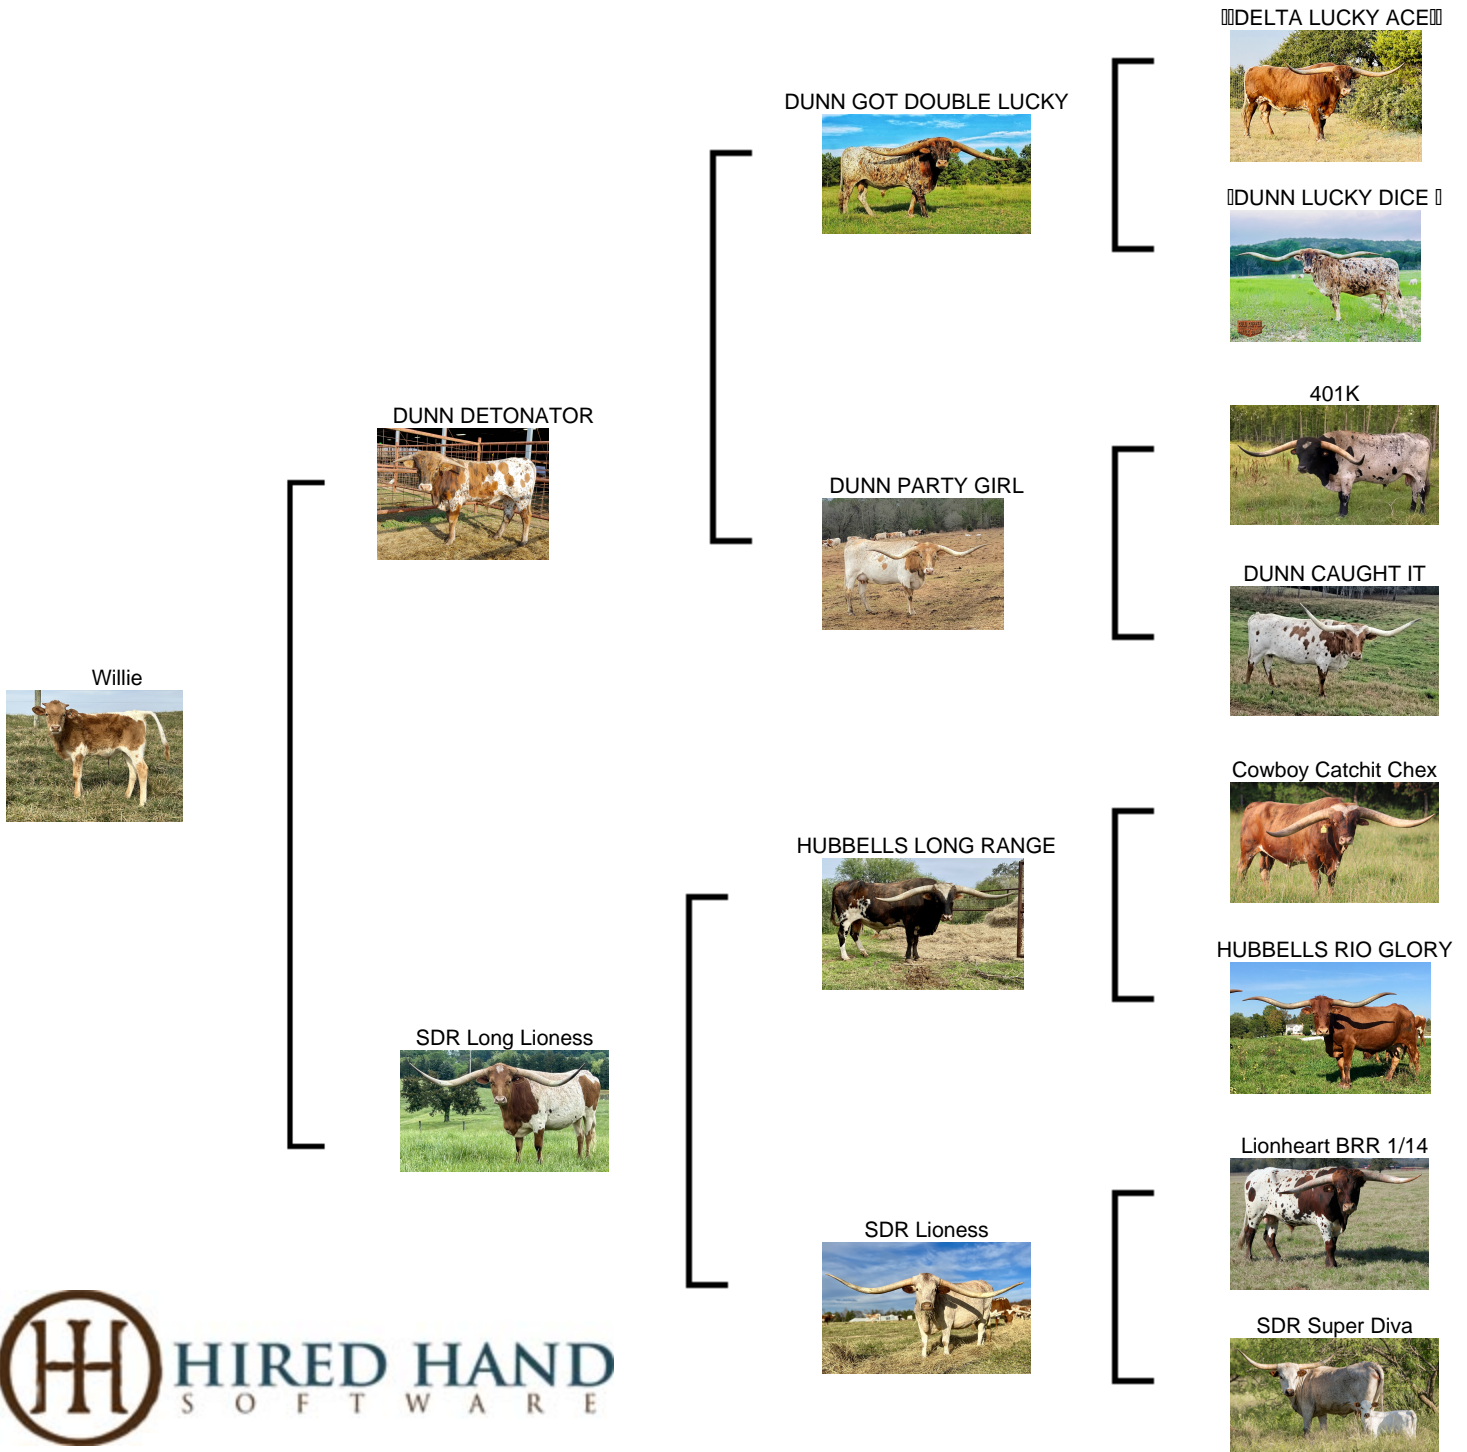 DELTA LUCKY ACE
DUNN GOT DOUBLE LUCKY
DUNN LUCKY DICE
401K
DUNN DETONATOR
DUNN PARTY GIRL
DUNN CAUGHT IT
Willie
Cowboy Catchit Chex
HUBBELLS LONG RANGE
HUBBELLS RIO GLORY
SDR Long Lioness
Lionheart BRR 1/14
SDR Lioness
SDR Super Diva
HIRED HAND
SOFTWARE